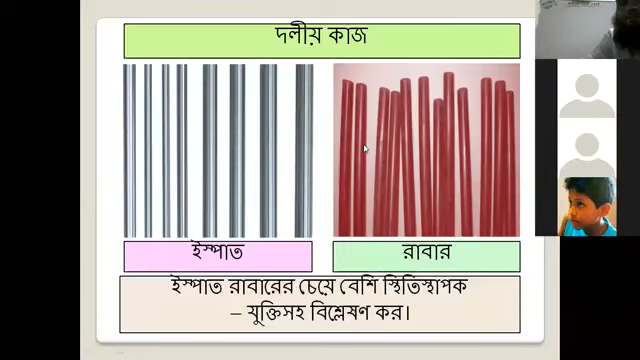 দলীয় কাজ
ইস্পাত
রাবার
ইস্পাত রাবারের চেয়ে বেশি স্থিতিস্থাপক
– যুক্তিসহ বিশ্লেষণ কর।